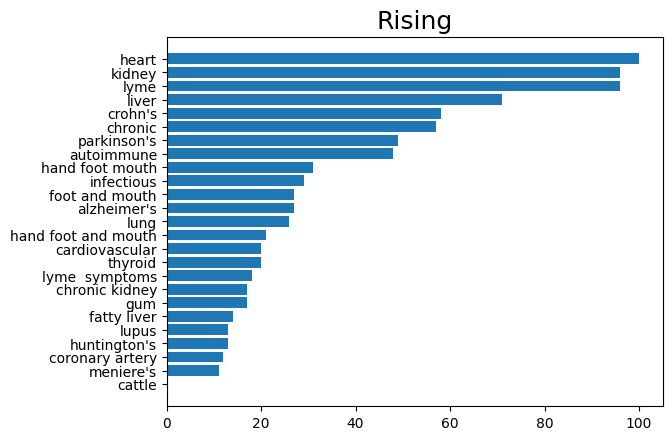 Rising
heart
kidney
lyme
liver
crohn's
chronic
parkinson's
autoimmune
hand foot mouth
infectious
foot and mouth
alzheimer's
lung
hand foot and mouth
cardiovascular
thyroid
lyme  symptoms
chronic kidney
gum
fatty liver
lupus
huntington's
coronary artery
meniere's
cattle
0 20 40 60 80 100